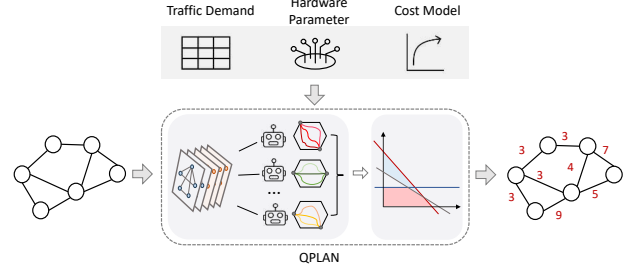 Traffic Demand
Hardware
Parameter
Cost Model
...
3
3
7
3
4
3
5
9
QPLAN